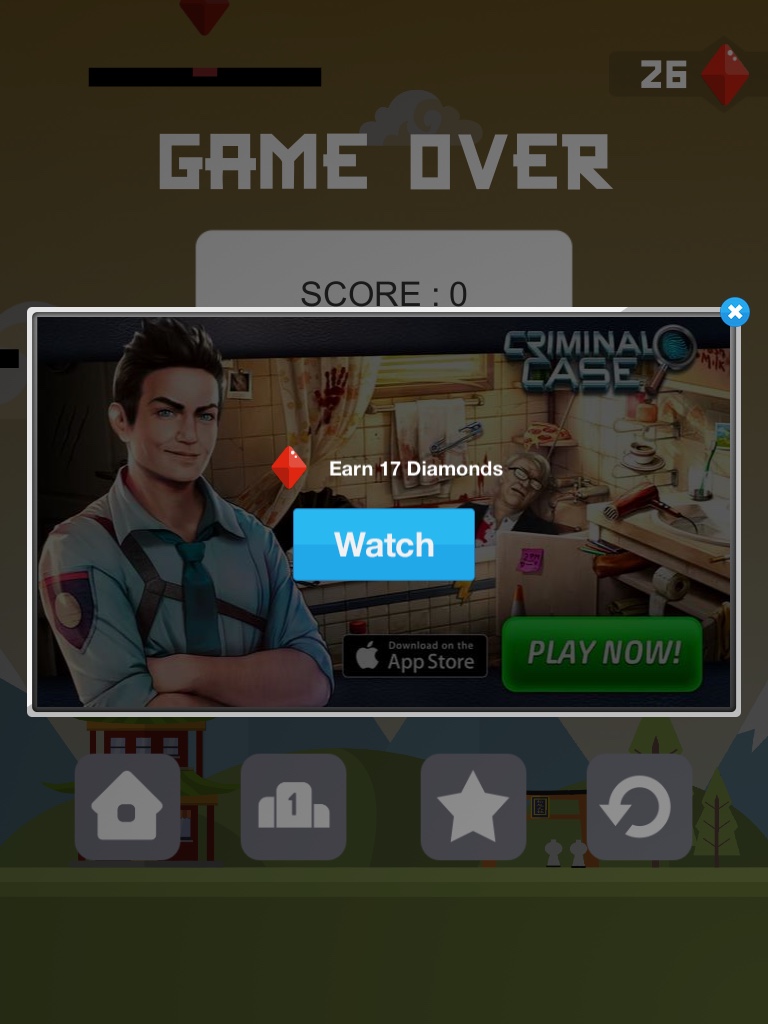 26
GAME OVER
SCORE : 0
CRIMINAL
CASE
Earn 17 Diamonds
Watch
Download on the
App Store
PLAY NOW!
1